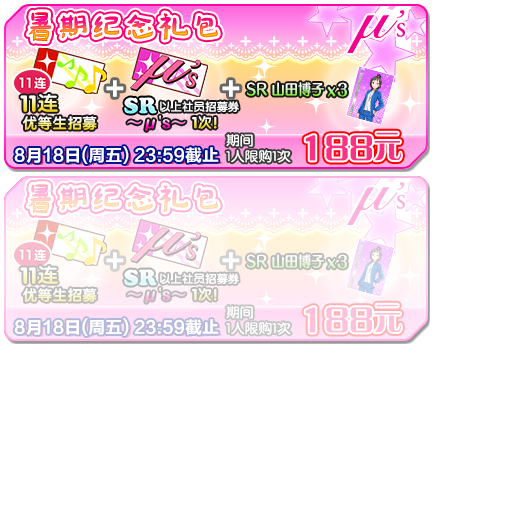 暑期纪念礼包
μ's
11连
11连
优等生招募
+
μ's
SR以上社员招募券
～μ's～ 1次!
+
SR 山田博子 x3
8月18日(周五) 23:59截止
期间
1人限购1次
188元
暑期纪念礼包
μ's
11连
11连
优等生招募
+
μ's
SR以上社员招募券
～μ's～ 1次!
+
SR 山田博子 x3
8月18日(周五) 23:59截止
期间
1人限购1次
188元